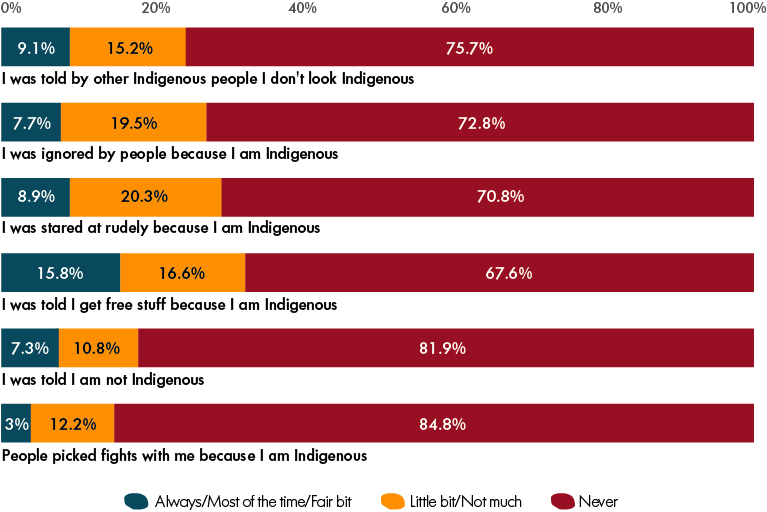 0% 20% 40% 60% 80% 100%
9.1% 15.2% 75.7%
I was told by other Indigenous people I don't look Indigenous
7.7% 19.5% 72.8%
I was ignored by people because I am Indigenous
8.9% 20.3% 70.8%
I was stared at rudely because I am Indigenous
15.8% 16.6% 67.6%
I was told I get free stuff because I am Indigenous
7.3% 10.8% 81.9%
I was told I am not Indigenous
3% 12.2% 84.8%
People picked fights with me because I am Indigenous
Always/Most of the time/Fair bit Little bit/Not much Never